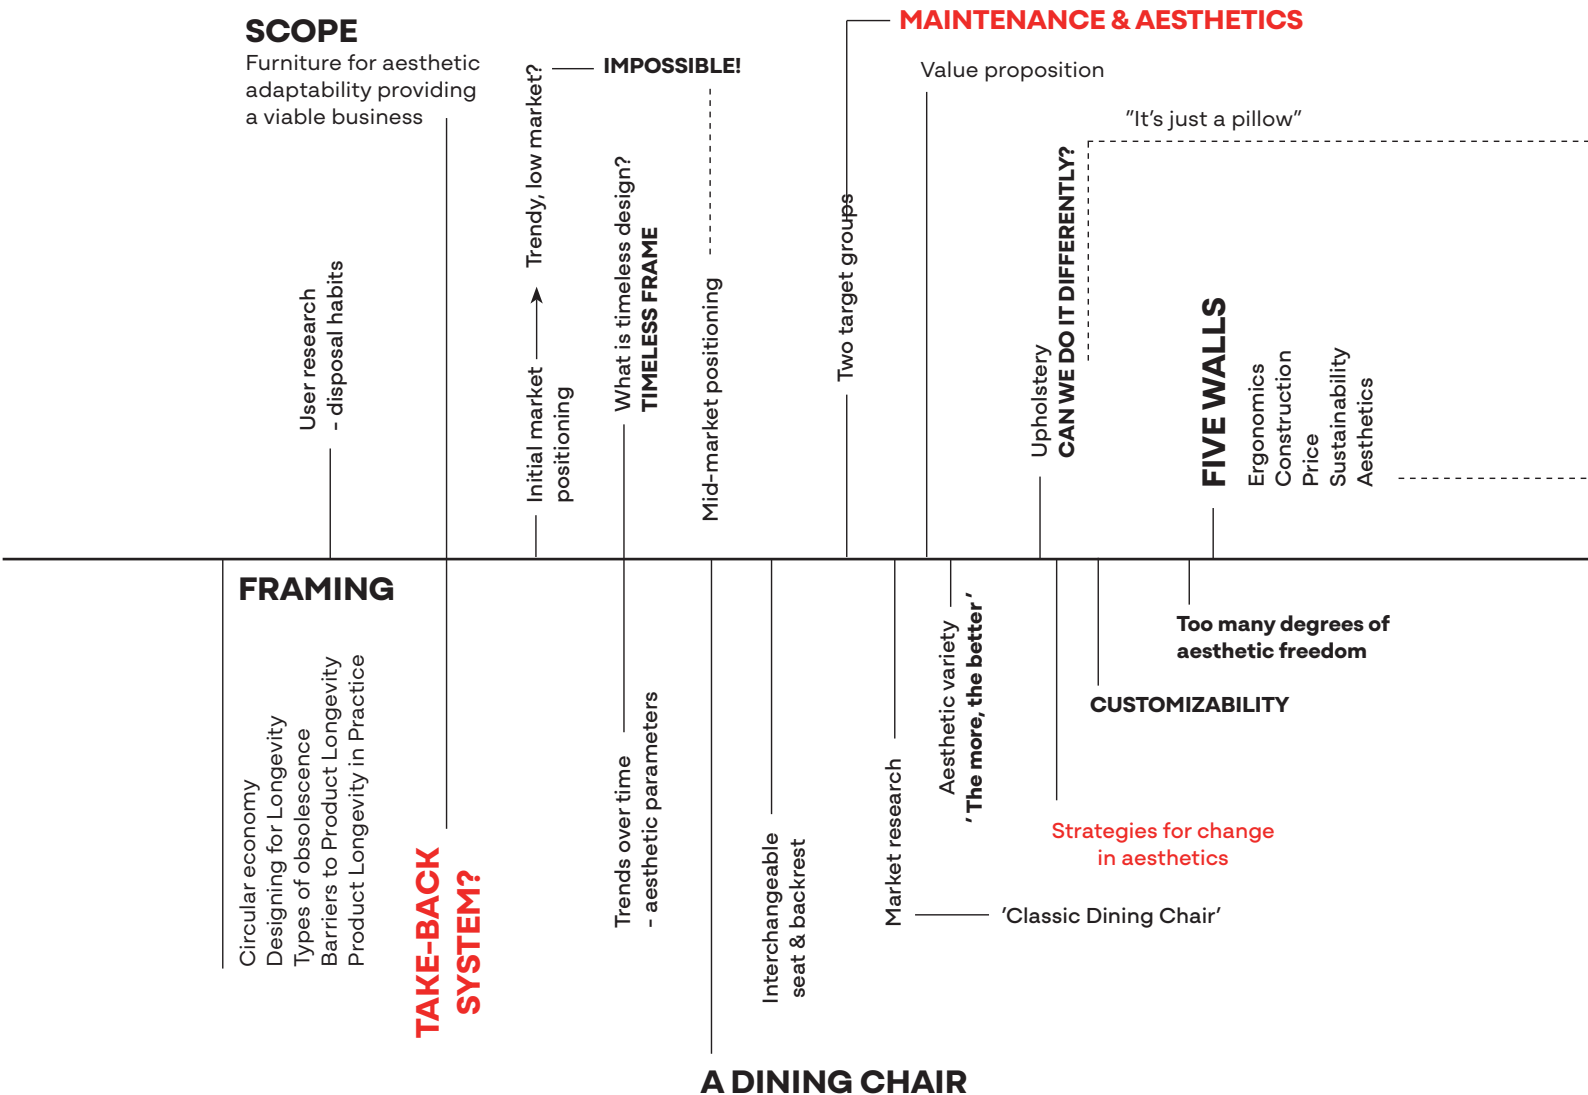 SCOPE
Furniture for aesthetic
adaptability providing
a viable business
User research
- disposal habits
Trendy, low market?
IMPOSSIBLE!
Initial market
positioning
What is timeless design?
TIMELESS FRAME
Mid-market positioning
MAINTENANCE & AESTHETICS
Two target groups
Value proposition
"It's just a pillow"
Upholstery
CAN WE DO IT DIFFERENTLY?
FIVE WALLS
Ergonomics
Construction
Price
Sustainability
Aesthetics
FRAMING
Circular economy
Designing for Longevity
Types of obsolescence
Barriers to Product Longevity
Product Longevity in Practice
TAKE-BACK
SYSTEM?
Trends over time
- aesthetic parameters
A DINING CHAIR
Interchangeable
seat & backrest
Market research
'Classic Dining Chair'
Aesthetic variety
'The more, the better'
Strategies for change
in aesthetics
CUSTOMIZABILITY
Too many degrees of
aesthetic freedom